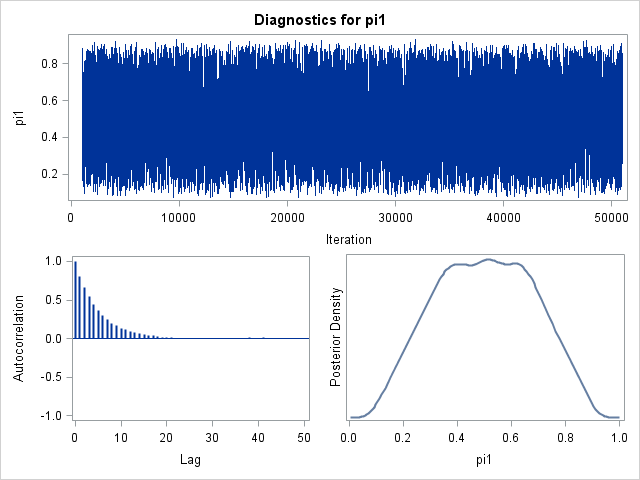 Diagnostics for pi1
pi1
0.8
0.6
0.4
0.2
0 10000 20000 30000 40000 50000
Iteration
Autocorrelation
1.0
0.5
0.0
-0.5
-1.0
0 10 20 30 40 50
Lag
Posterior Density
0.0 0.2 0.4 0.6 0.8 1.0
pi1